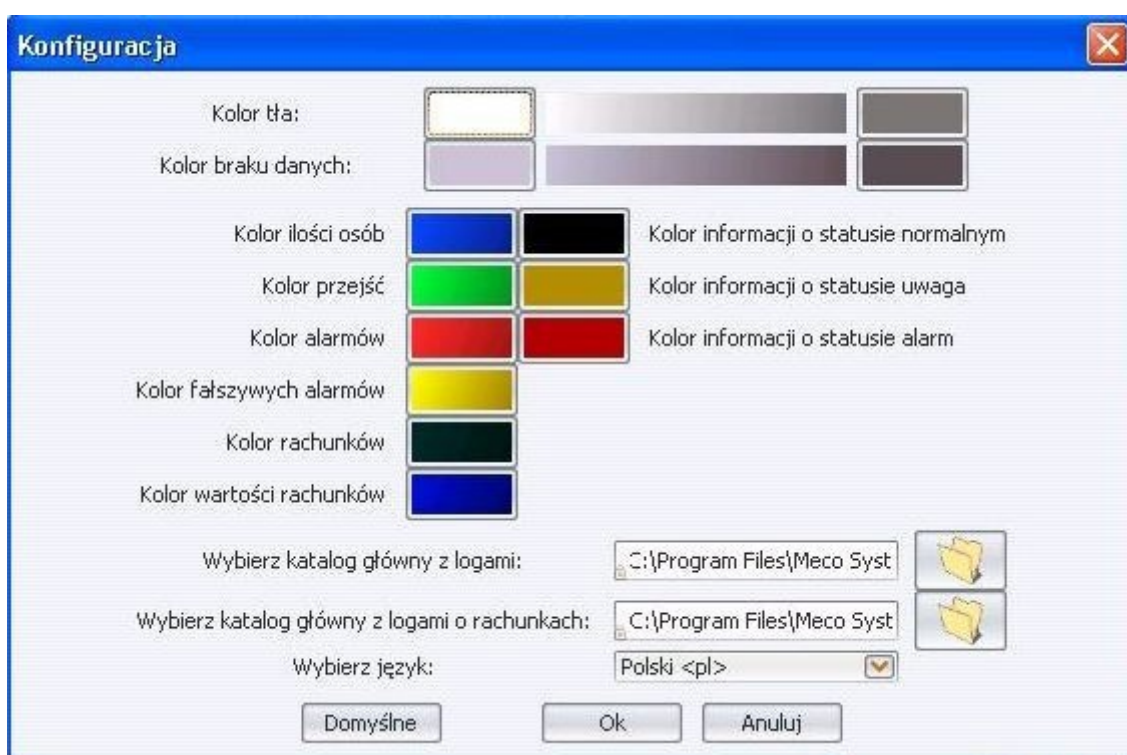 Konfiguracja
Kolor tła:
Kolor braku danych:
Kolor ilości osób Kolor informacji o statusie normalnym
Kolor przejść Kolor informacji o statusie uwaga
Kolor alarmów Kolor informacji o statusie alarm
Kolor fałszywych alarmów
Kolor rachunków
Kolor wartości rachunków
Wybierz katalog główny z logami: C:\Program Files\Meco Syst
Wybierz katalog główny z logami o rachunkach: C:\Program Files\Meco Syst
Wybierz język: Polski <pl>
Domyślne Ok Anuluj